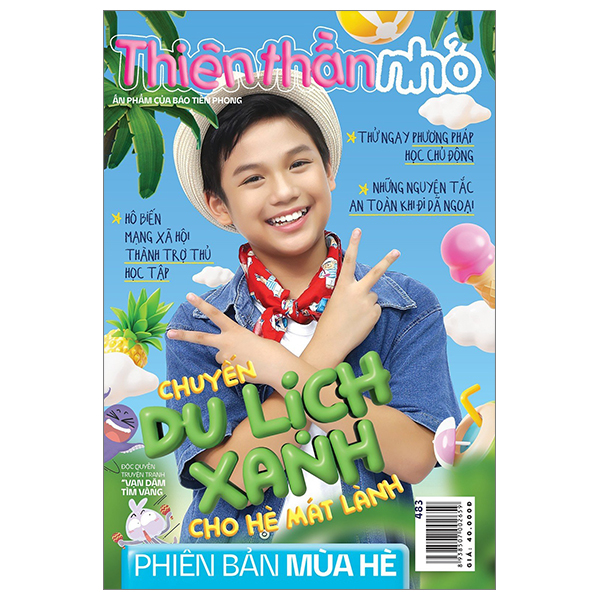 Thiên thần nhỏ
ẤN PHẨM CỦA BÁO TIỀN PHONG
THỬ NGAY PHƯƠNG PHÁP
HỌC CHỦ ĐỘNG
NHỮNG NGUYÊN TẮC
AN TOÀN KHI ĐI DÃ NGOẠI
HÔ BIẾN
MẠNG XÃ HỘI
THÀNH TRỢ THỦ
HỌC TẬP
CHUYẾN
DU LỊCH
XANH
CHO HÈ MÁT LÀNH
ĐỘC QUYỀN
TRUYỆN TRANH
"VẠN DẶM
TÌM VÀNG
PHIÊN BẢN MÙA HÈ
483
8 938507 002659
GIÁ: 40.000Đ